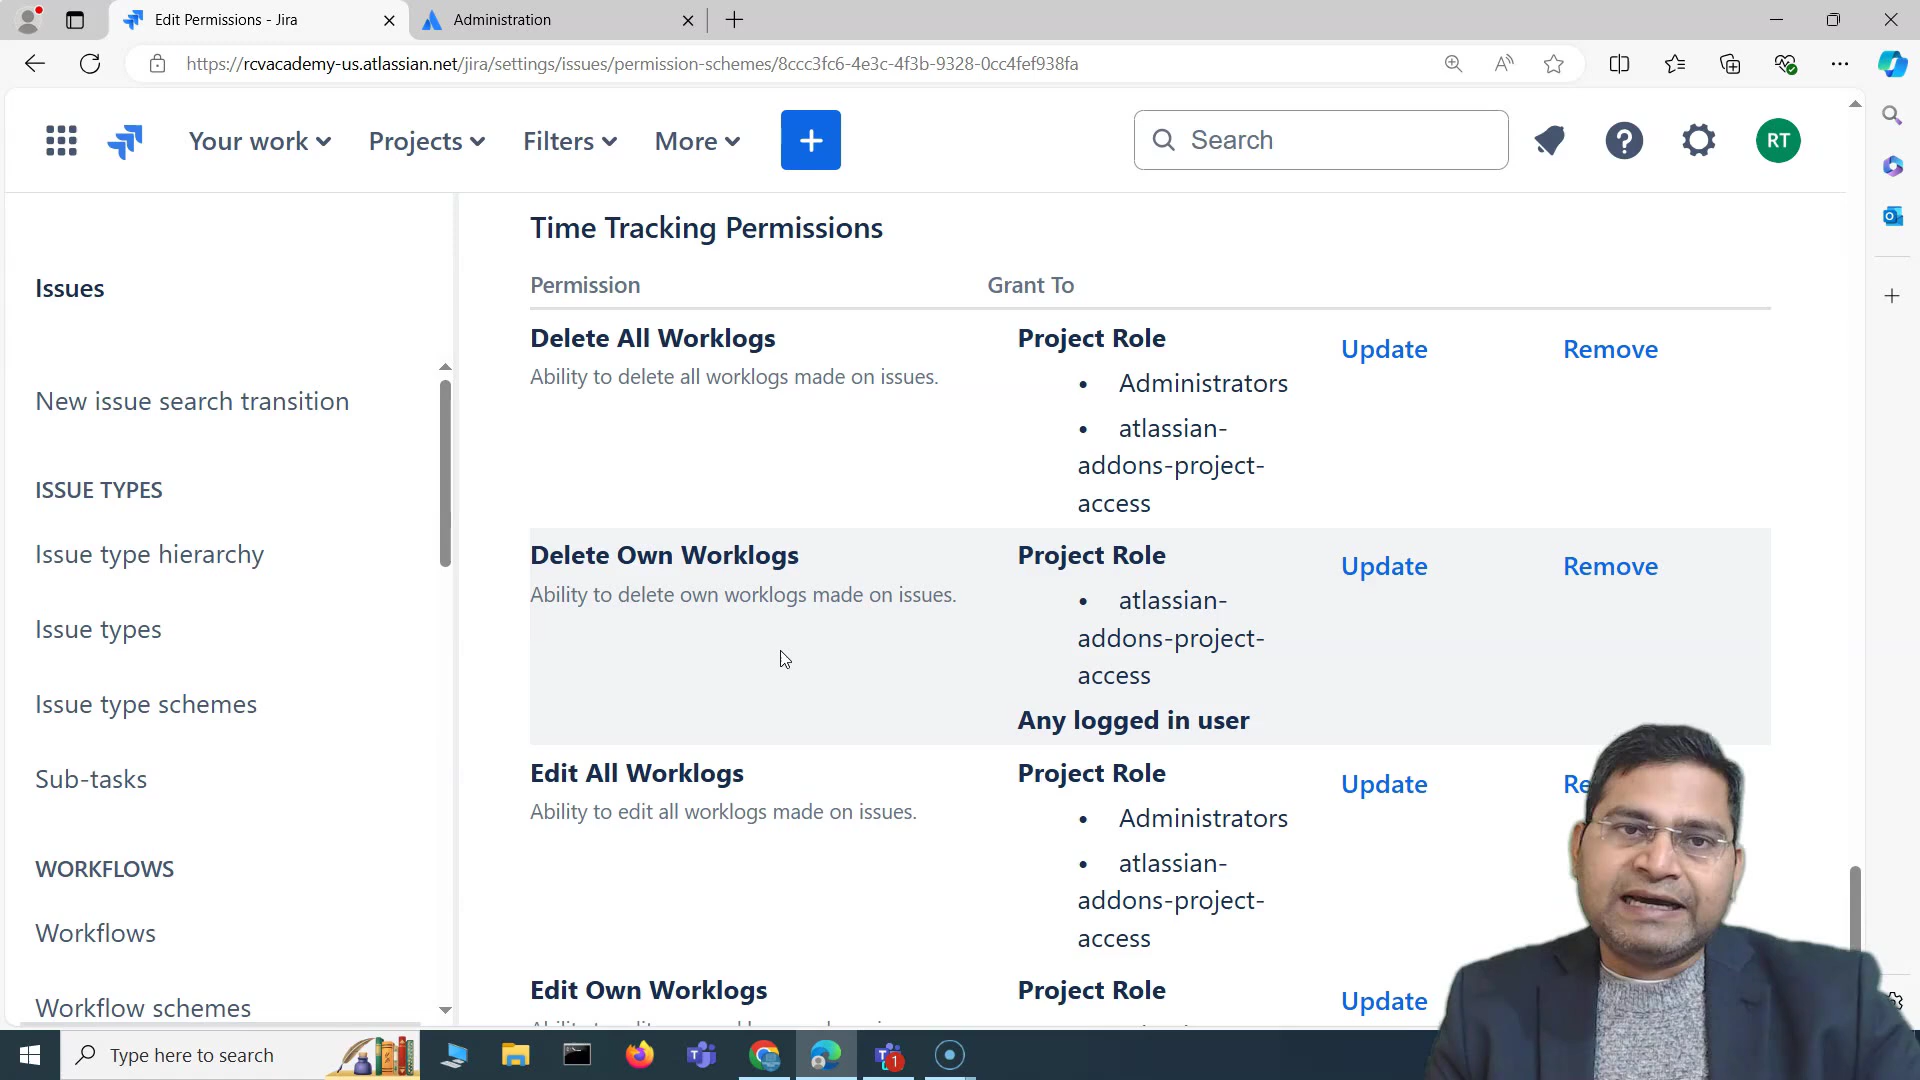 Edit Permissions - Jira
Administration
https://rcvacademy-us.atlassian.net/jira/settings/issues/permission-schemes/8ccc3fc6-4e3c-4f3b-9328-0cc4fef938fa
Your work
Projects
Filters
More
Search
RT
Issues
New issue search transition
ISSUE TYPES
Issue type hierarchy
Issue types
Issue type schemes
Sub-tasks
WORKFLOWS
Workflows
Workflow schemes
Time Tracking Permissions
Permission Grant To
Delete All Worklogs Project Role Update Remove
Ability to delete all worklogs made on issues.
• Administrators
• atlassian-
addons-project-
access
Delete Own Worklogs Project Role Update Remove
Ability to delete own worklogs made on issues.
• atlassian-
addons-project-
access
Any logged in user
Edit All Worklogs Project Role Update
Ability to edit all worklogs made on issues.
• Administrators
• atlassian-
addons-project-
access
Edit Own Worklogs Project Role Update
Type here to search
1